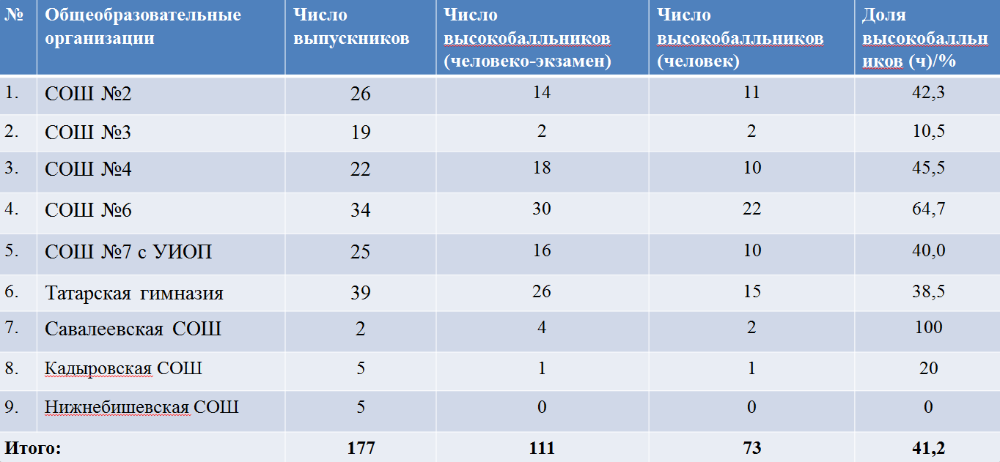 № Общеобразовательные организации Число выпускников Число высокобалльников (человеко-экзамен) Число высокобалльников (человек) Доля высокобалльников (ч)/%
1. СОШ №2 26 14 11 42,3
2. СОШ №3 19 2 2 10,5
3. СОШ №4 22 18 10 45,5
4. СОШ №6 34 30 22 64,7
5. СОШ №7 с УИОП 25 16 10 40,0
6. Татарская гимназия 39 26 15 38,5
7. Савалеевская СОШ 2 4 2 100
8. Кадыровская СОШ 5 1 1 20
9. Нижнебишевская СОШ 5 0 0 0
Итого: 177 111 73 41,2